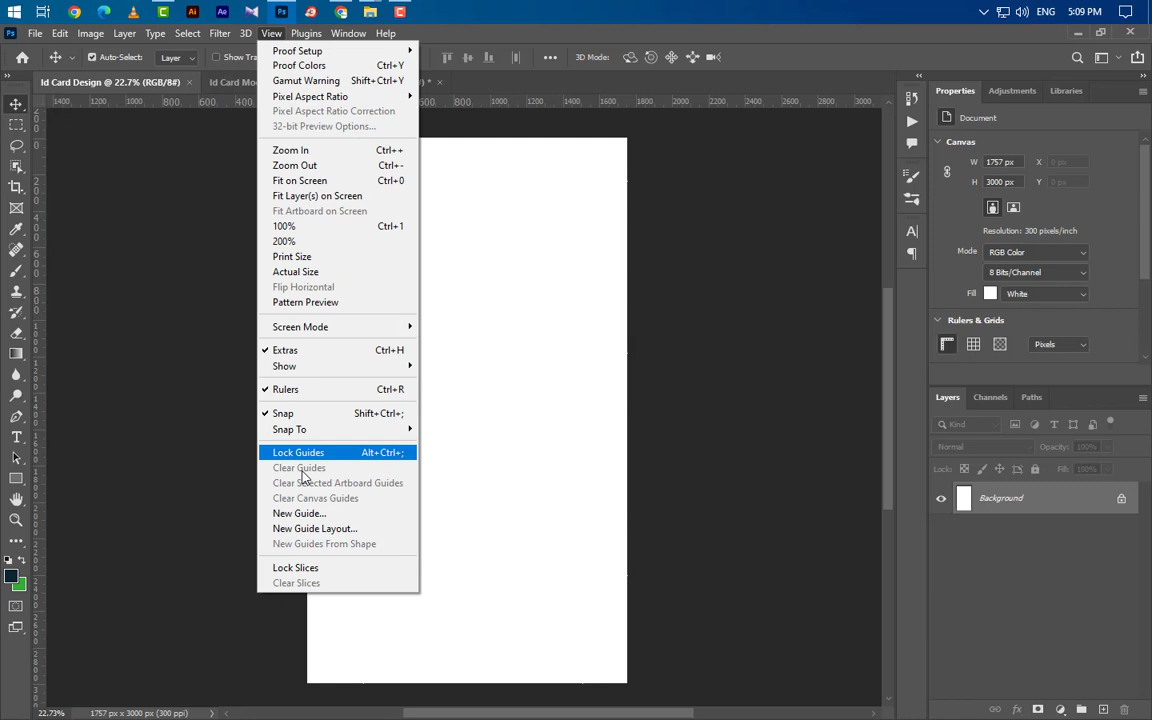 ENG 5:09 PM
File Edit Image Layer Type Select Filter 3D View Plugins Window Help
Auto-Select: Layer Show Tra 3D Mode:
Id Card Design @ 22.7% (RGB/8#) × Id Card Mo 8#) * ×
Proof Setup
Proof Colors Ctrl+Y
Gamut Warning Shift+Ctrl+Y
Pixel Aspect Ratio
Pixel Aspect Ratio Correction
32-bit Preview Options...
Zoom In Ctrl++
Zoom Out Ctrl+-
Fit on Screen Ctrl+0
Fit Layer(s) on Screen
Fit Artboard on Screen
100% Ctrl+1
200%
Print Size
Actual Size
Flip Horizontal
Pattern Preview
Screen Mode
Extras Ctrl+H
Show
Rulers Ctrl+R
Snap Shift+Ctrl+;
Snap To
Lock Guides Alt+Ctrl+;
Clear Guides
Clear Selected Artboard Guides
Clear Canvas Guides
New Guide...
New Guide Layout...
New Guides From Shape
Lock Slices
Clear Slices
1400 1200 1000 800 600 400 600 800 1000 1200 1400 1600 1800 2000 2200 2400 2600 2800 3000
Properties Adjustments Libraries
Document
Canvas
W 1757 px X 0 px
H 3000 px Y 0 px
Resolution: 300 pixels/inch
Mode RGB Color
8 Bits/Channel
Fill White
Rulers & Grids
Pixels
Layers Channels Paths
Kind
Normal Opacity: 100%
Lock: Fill: 100%
Background
22.73% 1757 px x 3000 px (300 ppi)